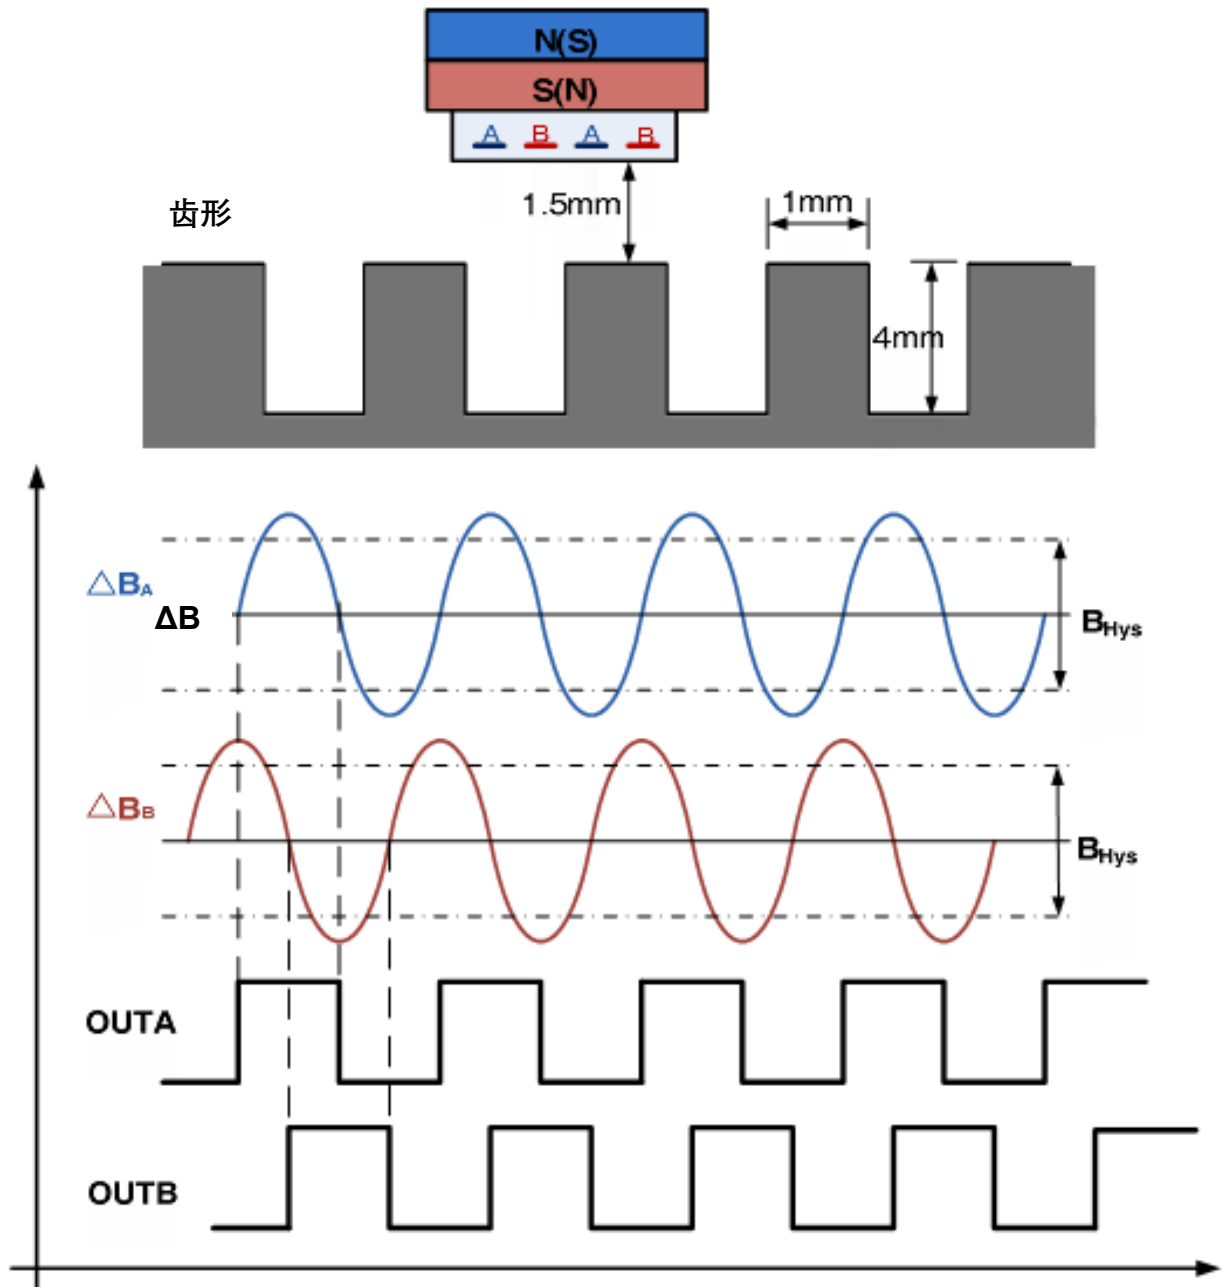 N(S)
S(N)
A B A B
1.5mm
1mm
齿形
4mm
△BA
ΔB
BHys
△BB
BHys
OUTA
OUTB